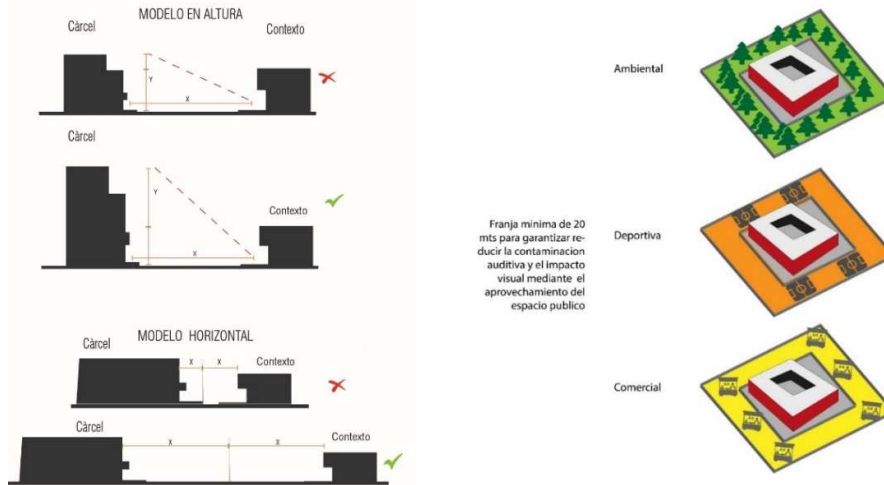 MODELO EN ALTURA
Càrcel
Contexto
Y
X
Càrcel
Y
Contexto
X
MODELO HORIZONTAL
Càrcel
X
X
Contexto
Càrcel
X
X
Contexto
Franja minima de 20
mts para garantizar re-
ducir la contaminacion
auditiva y el impacto
visual mediante el
aprovechamiento del
espacio publico
Ambiental
Deportiva
Comercial